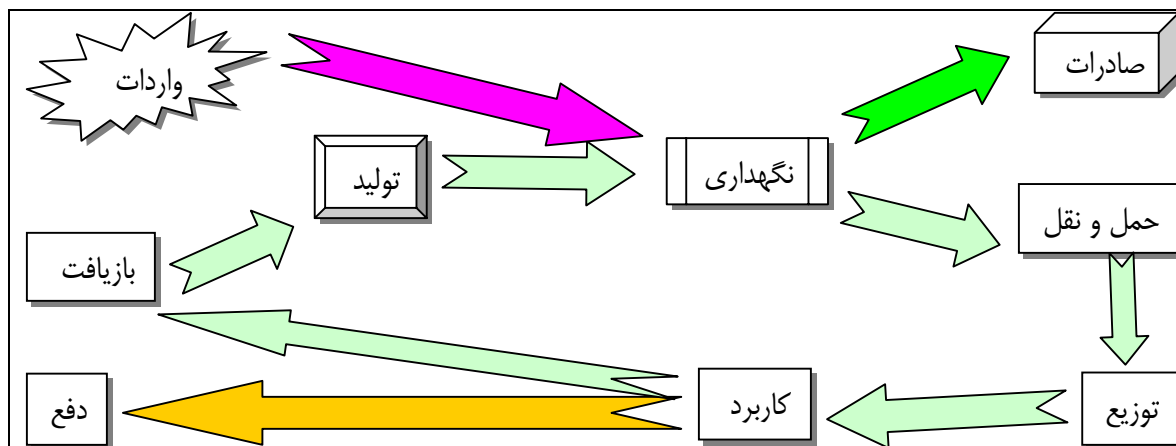 واردات
صادرات
تولید
نگهداری
حمل و نقل
بازیافت
دفع
کاربرد
توزیع